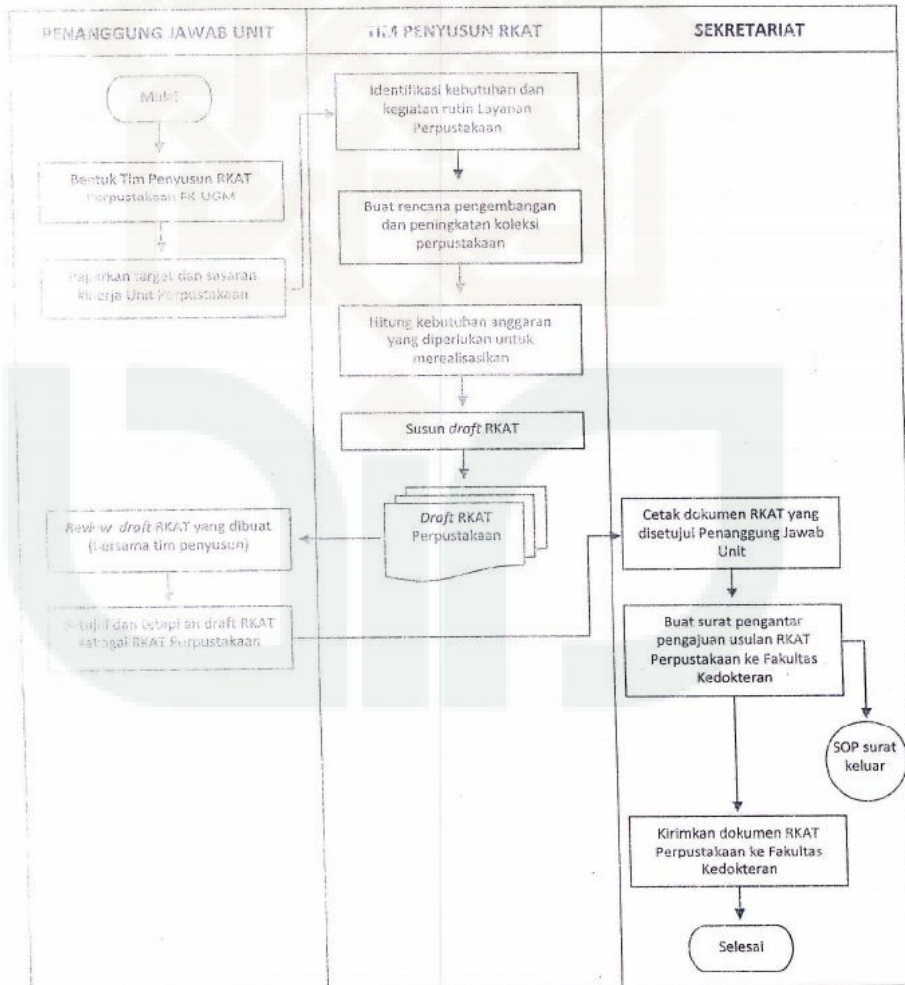 PENANGGUNG JAWAB UNIT
TIM PENYUSUN RKAT
SEKRETARIAT
Mulai
Bentuk Tim Penyusun RKAT
Perpustakaan FK UGM
Paparkan target dan sasaran
kinerja Unit Perpustakaan
Identifikasi kebutuhan dan
kegiatan rutin Layanan
Perpustakaan
Buat rencana pengembangan
dan peningkatan koleksi
perpustakaan
Hitung kebutuhan anggaran
yang diperlukan untuk
merealisasikan
Susun draft RKAT
Draft RKAT
Perpustakaan
Review draft RKAT yang dibuat
(bersama tim penyusun)
Setujui dan tetapkan draft RKAT
sebagai RKAT Perpustakaan
Cetak dokumen RKAT yang
disetujui Penanggung Jawab
Unit
Buat surat pengantar
pengajuan usulan RKAT
Perpustakaan ke Fakultas
Kedokteran
SOP surat
keluar
Kirimkan dokumen RKAT
Perpustakaan ke Fakultas
Kedokteran
Selesai